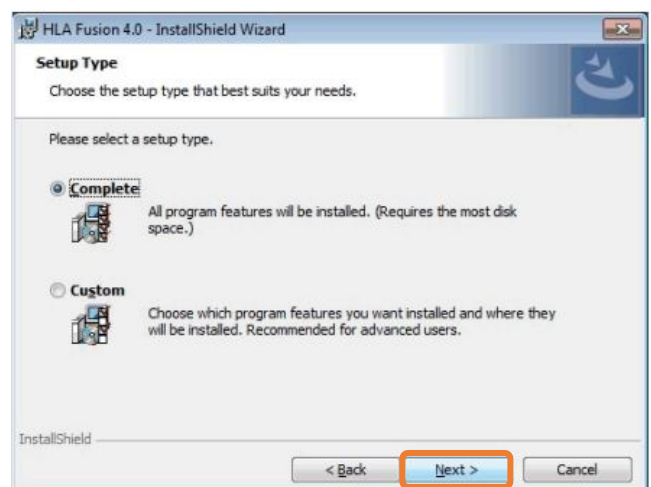 HLA Fusion 4.0 - InstallShield Wizard
Setup Type
Choose the setup type that best suits your needs.
Please select a setup type.
Complete
All program features will be installed. (Requires the most disk
space.)
Custom
Choose which program features you want installed and where they
will be installed. Recommended for advanced users.
InstallShield
< Back Next > Cancel